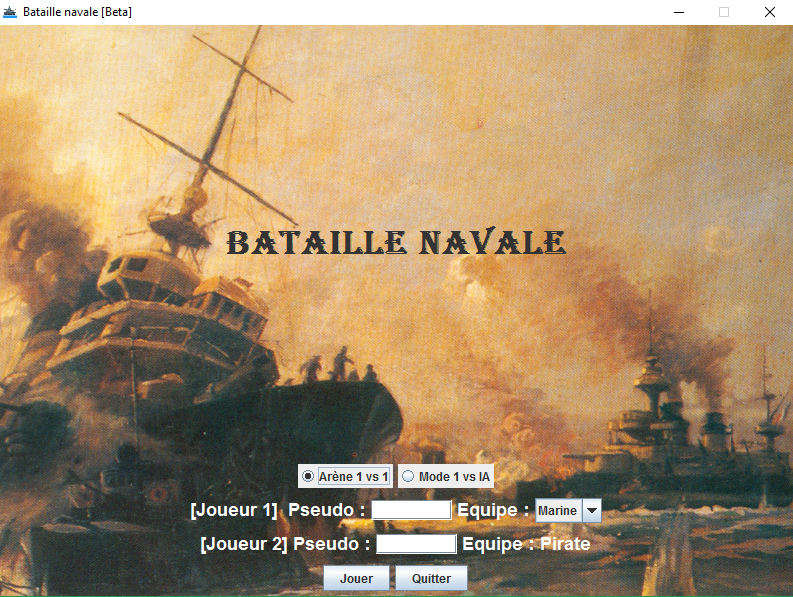 Bataille navale [Beta]
BATAILLE NAVALE
Arène 1 vs 1 Mode 1 vs IA
[Joueur 1] Pseudo : Equipe : Marine
[Joueur 2] Pseudo : Equipe : Pirate
Jouer Quitter